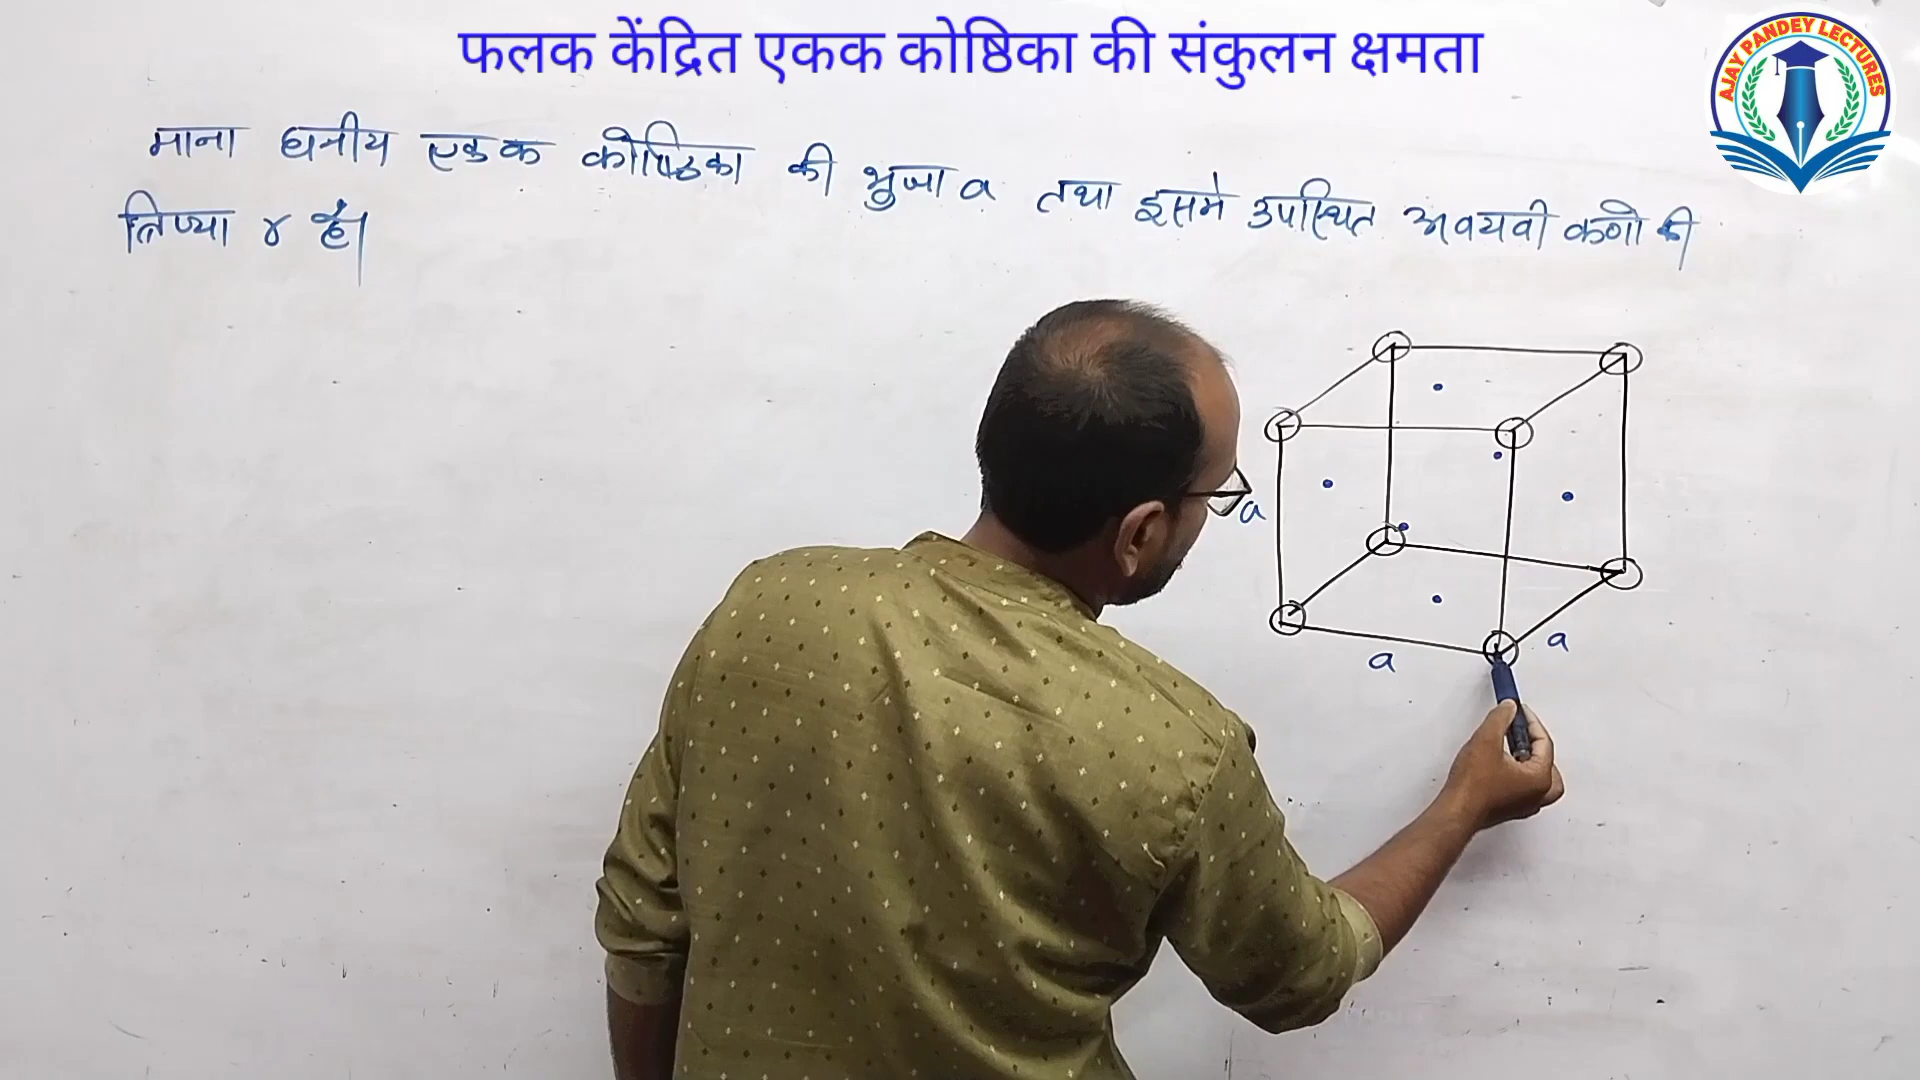 फलक केंद्रित एकक कोष्ठिका की संकुलन क्षमता
AJAY PANDEY LECTURES
माना घनीय एकक कोष्ठिका की भुजा a तथा इसमे उपस्थित अवयवी कणो की
त्रिज्या r है।
a
a
a